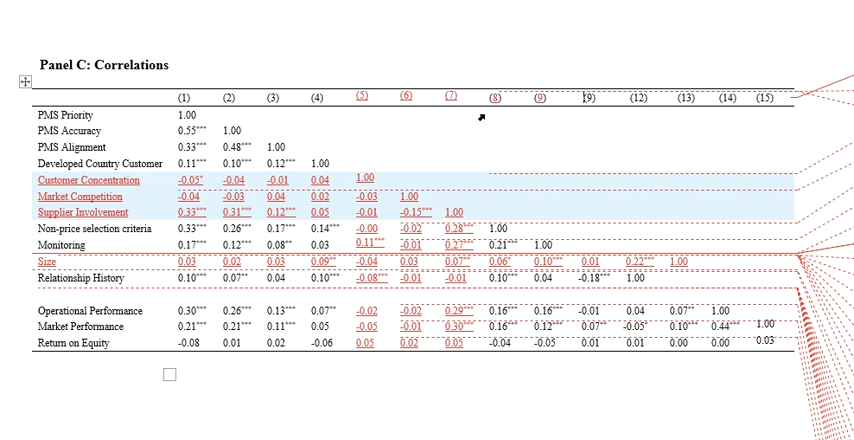 Panel C: Correlations
(1) (2) (3) (4) (5) (6) (7) (8) (9) (9) (12) (13) (14) (15)
PMS Priority 1.00
PMS Accuracy 0.55*** 1.00
PMS Alignment 0.33*** 0.48*** 1.00
Developed Country Customer 0.11*** 0.10*** 0.12*** 1.00
Customer Concentration -0.05* -0.04 -0.01 0.04 1.00
Market Competition -0.04 -0.03 0.04 0.02 -0.03 1.00
Supplier Involvement 0.33*** 0.31*** 0.12*** 0.05 -0.01 -0.15*** 1.00
Non-price selection criteria 0.33*** 0.26*** 0.17*** 0.14*** -0.00 -0.02 0.28*** 1.00
Monitoring 0.17*** 0.12*** 0.08** 0.03 0.11*** -0.01 0.27*** 0.21*** 1.00
Size 0.03 0.02 0.03 0.09** -0.04 0.03 0.07** 0.06* 0.10*** 0.01 0.22*** 1.00
Relationship History 0.10*** 0.07** 0.04 0.10*** -0.08*** -0.01 -0.01 0.10*** 0.04 -0.18*** 1.00
Operational Performance 0.30*** 0.26*** 0.13*** 0.07** -0.02 -0.02 0.29*** 0.16*** 0.16*** -0.01 0.04 0.07** 1.00
Market Performance 0.21*** 0.21*** 0.11*** 0.05 -0.05 -0.01 0.30*** 0.16*** 0.12*** 0.07** -0.05* 0.10*** 0.44*** 1.00
Return on Equity -0.08 0.01 0.02 -0.06 0.05 0.02 0.05 -0.04 -0.05 0.01 0.01 0.00 0.00 0.03